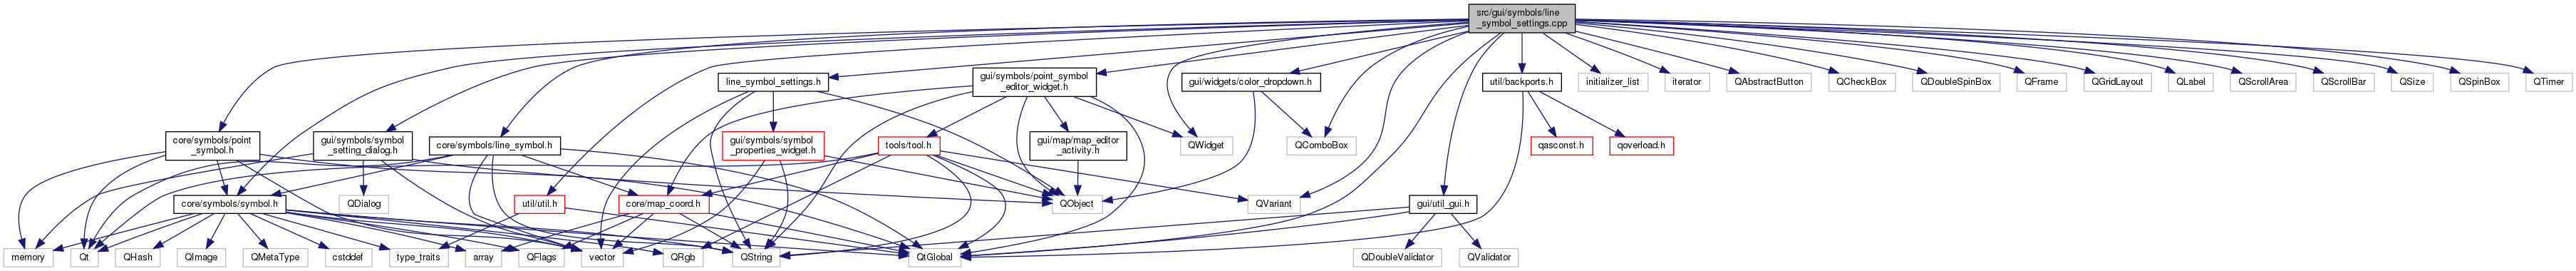 src/gui/symbols/line
_symbol_settings.cpp
line_symbol_settings.h
gui/symbols/point_symbol
_editor_widget.h
gui/widgets/color_dropdown.h
util/backports.h
initializer_list
iterator
QAbstractButton
QCheckBox
QDoubleSpinBox
QFrame
QGridLayout
QLabel
QScrollArea
QScrollBar
QSize
QSpinBox
QTimer
core/symbols/point
_symbol.h
gui/symbols/symbol
_setting_dialog.h
core/symbols/line_symbol.h
gui/symbols/symbol
_properties_widget.h
tools/tool.h
gui/map/map_editor
_activity.h
QWidget
QComboBox
qasconst.h
qoverload.h
core/symbols/symbol.h
QDialog
util/util.h
core/map_coord.h
QObject
QVariant
gui/util_gui.h
memory
Qt
QHash
QImage
QMetaType
cstddef
type_traits
array
QFlags
vector
QRgb
QString
QtGlobal
QDoubleValidator
QValidator